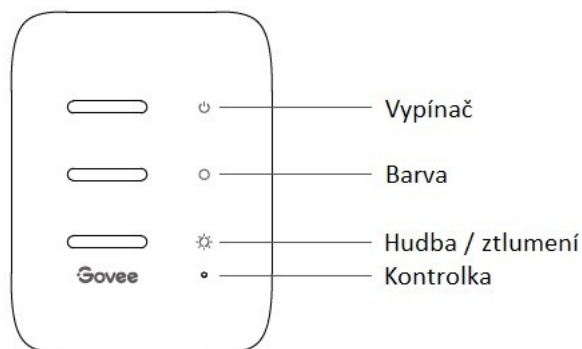 Vypínač
Barva
Hudba / ztlumení
Govee
Kontrolka